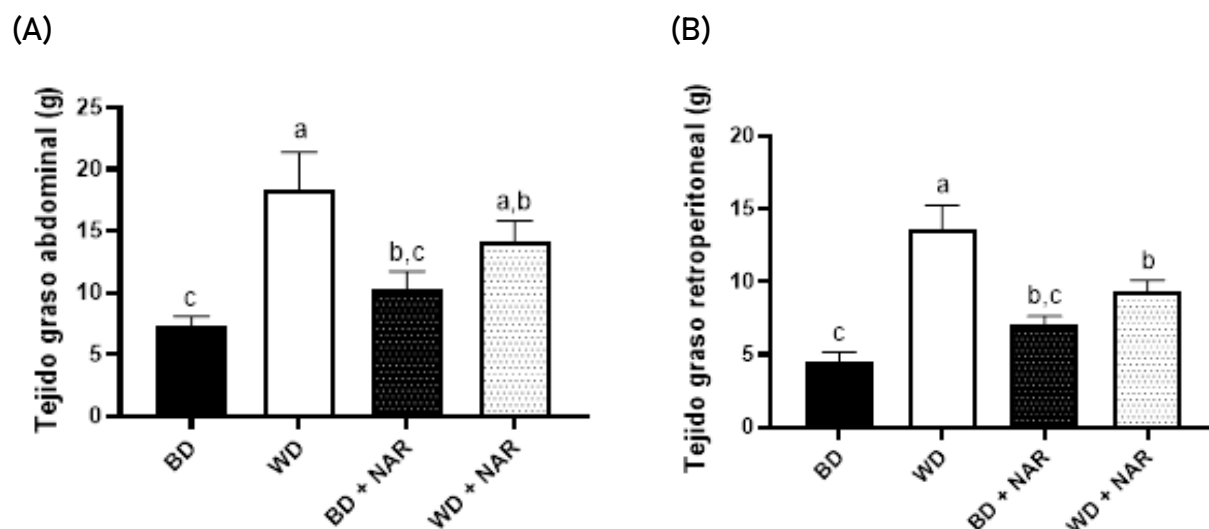 (A)
Tejido graso abdominal (g)
25
20
15
10
5
0
c
a
b,c
a,b
BD
WD
BD + NAR
WD + NAR
(B)
Tejido graso retroperitoneal (g)
20
15
10
5
0
c
a
b,c
b
BD
WD
BD + NAR
WD + NAR